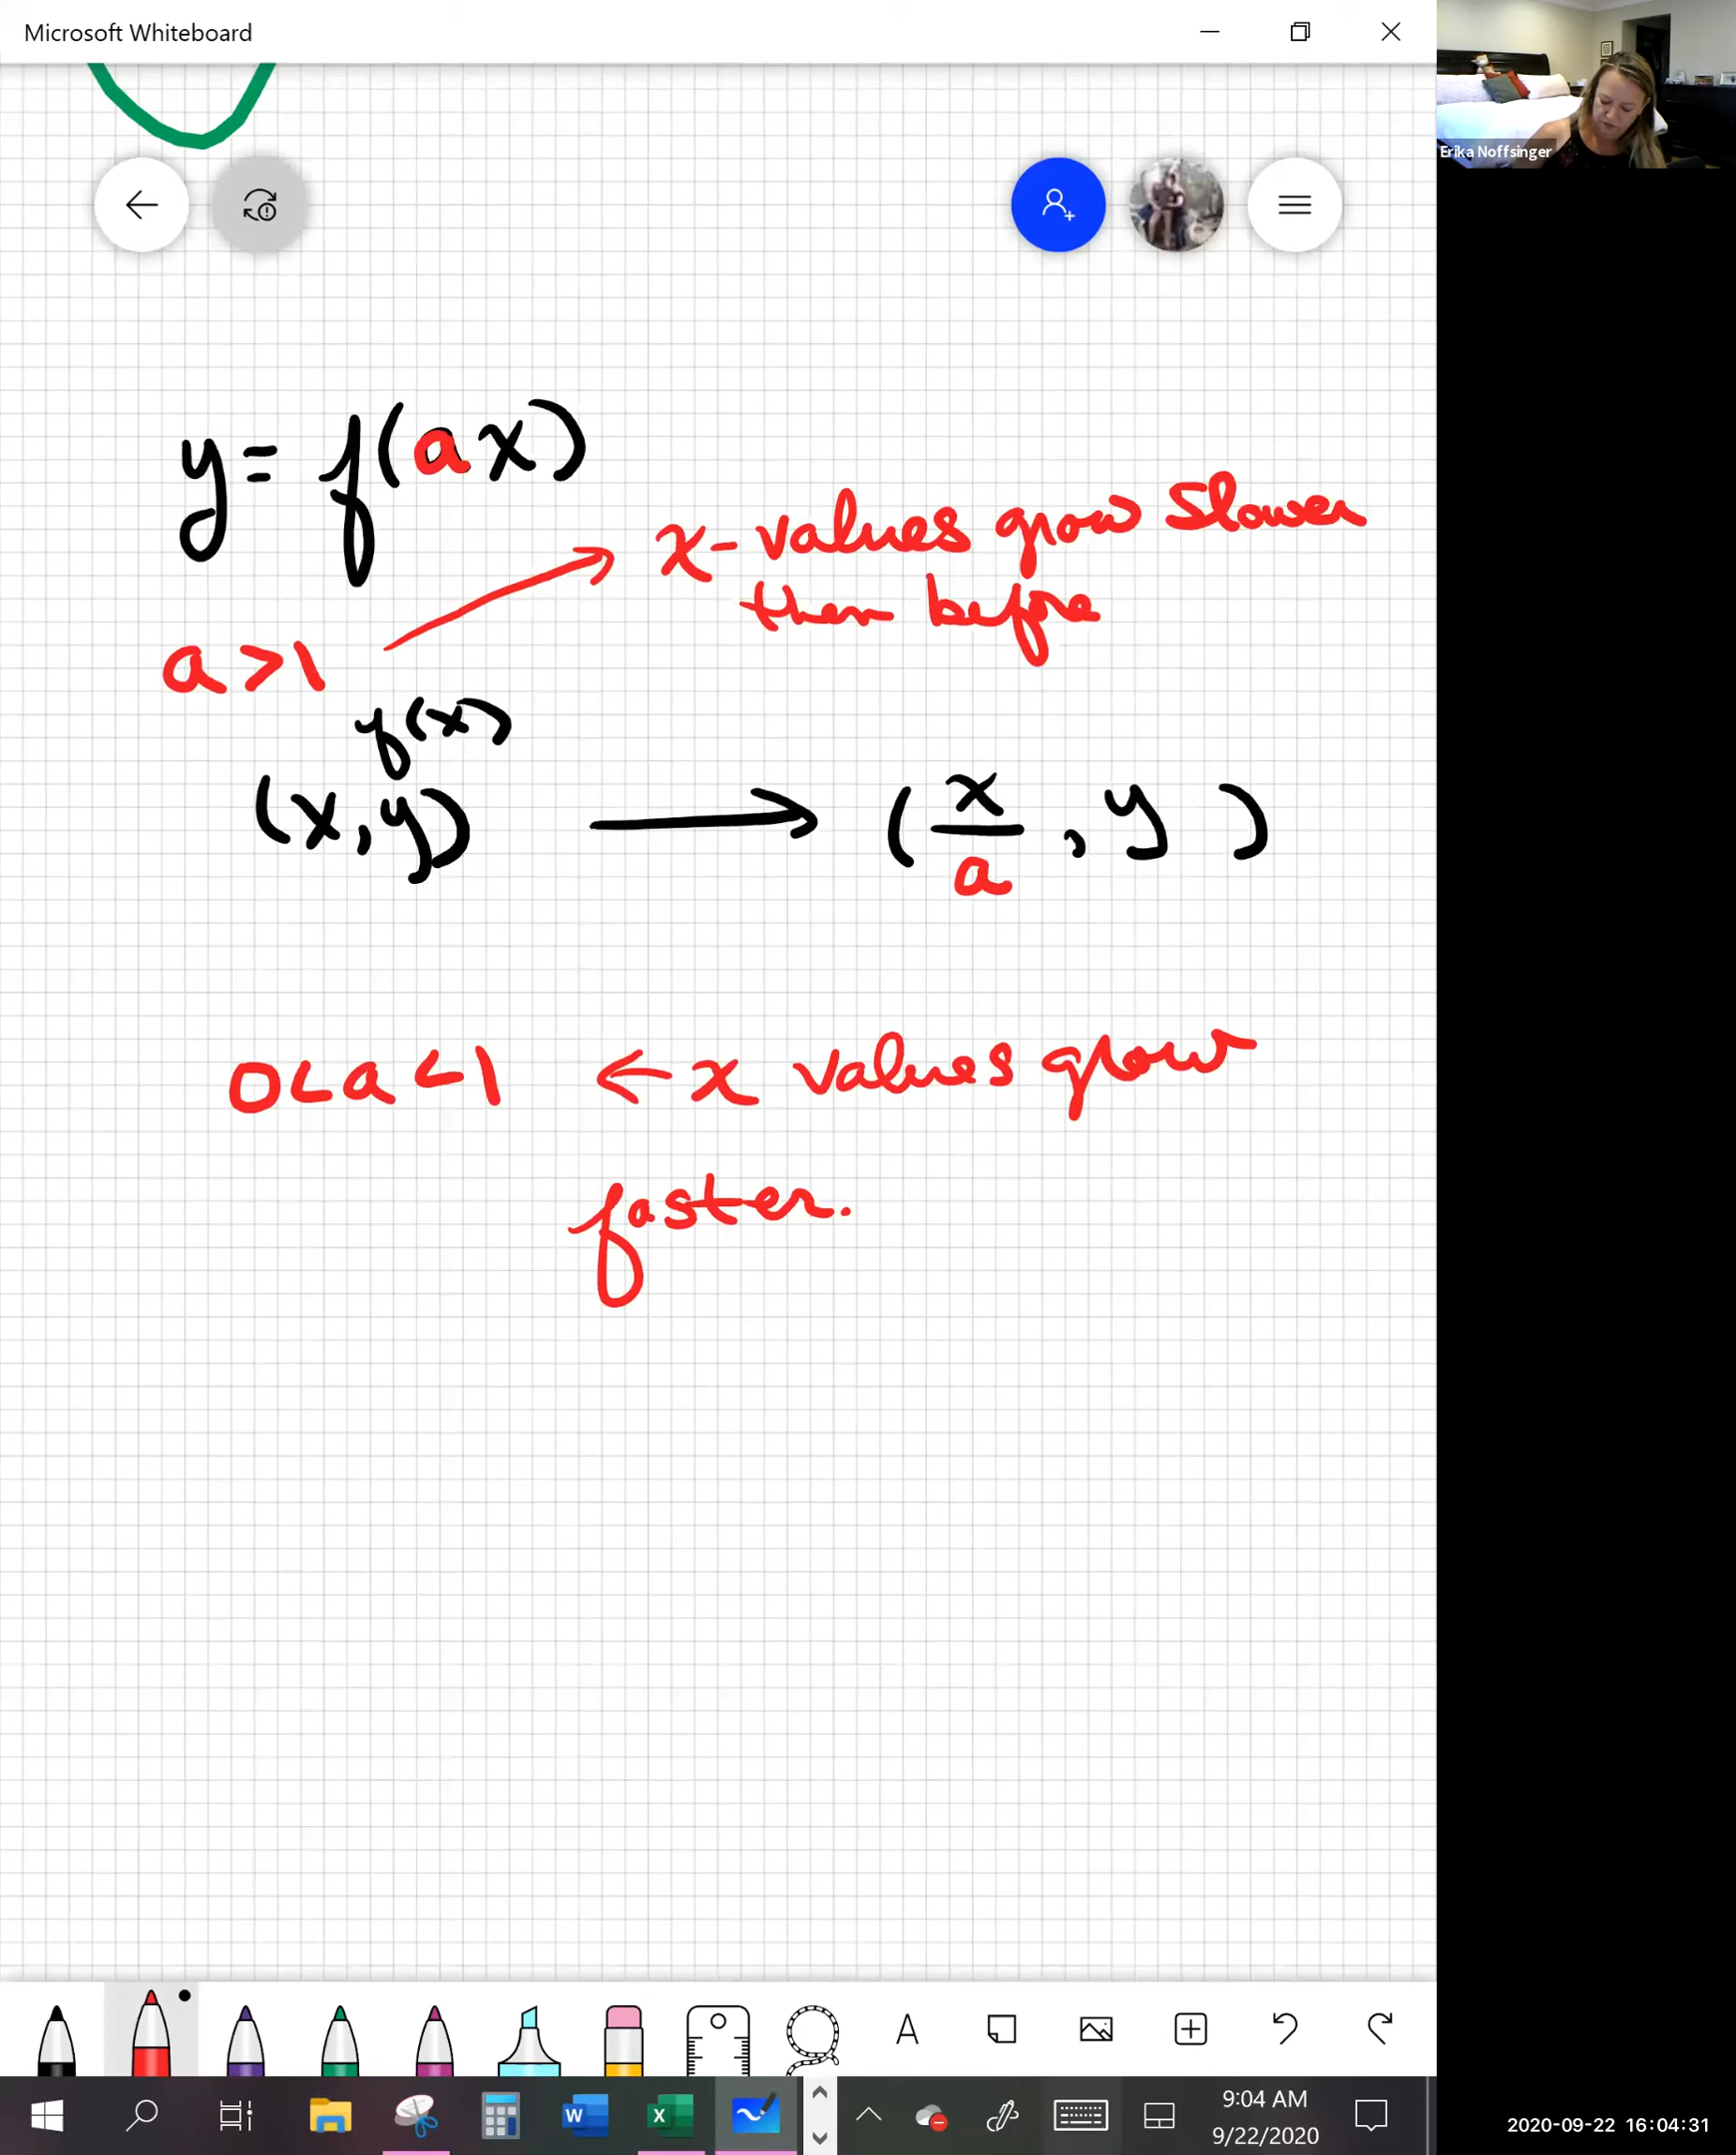 Microsoft Whiteboard
Erika Noffsinger
y = f(ax)
x-values grow slower
then before
a>1
f(x)
(x,y) → (x/a, y)
0<a<1 ← x values grow
faster.
A
W
X
9:04 AM
9/22/2020
2020-09-22 16:04:31